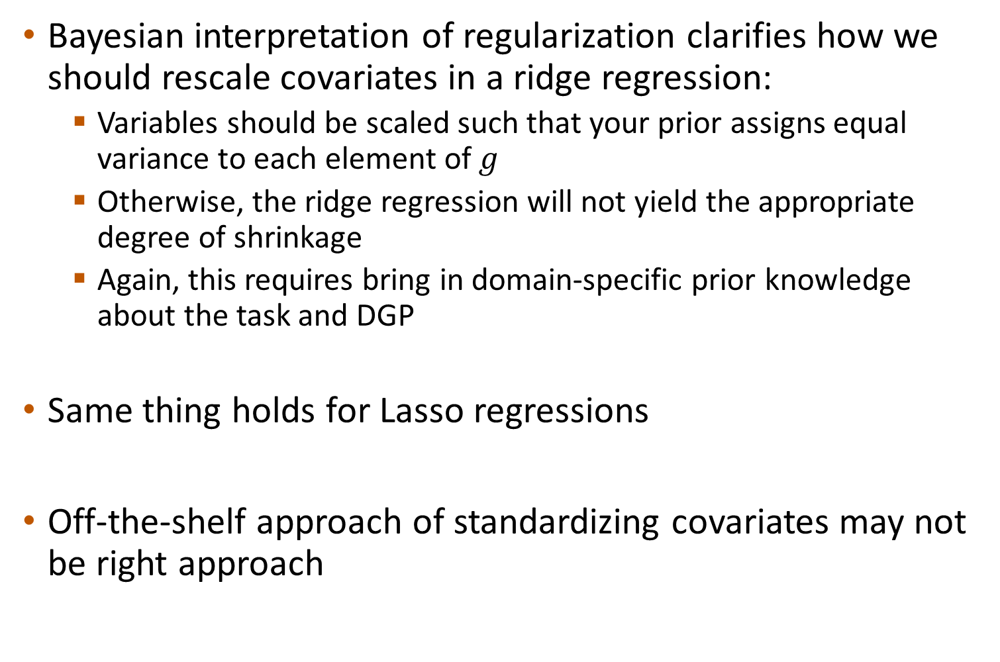 • Bayesian interpretation of regularization clarifies how we
should rescale covariates in a ridge regression:
▪ Variables should be scaled such that your prior assigns equal
variance to each element of g
▪ Otherwise, the ridge regression will not yield the appropriate
degree of shrinkage
▪ Again, this requires bring in domain-specific prior knowledge
about the task and DGP
• Same thing holds for Lasso regressions
• Off-the-shelf approach of standardizing covariates may not
be right approach